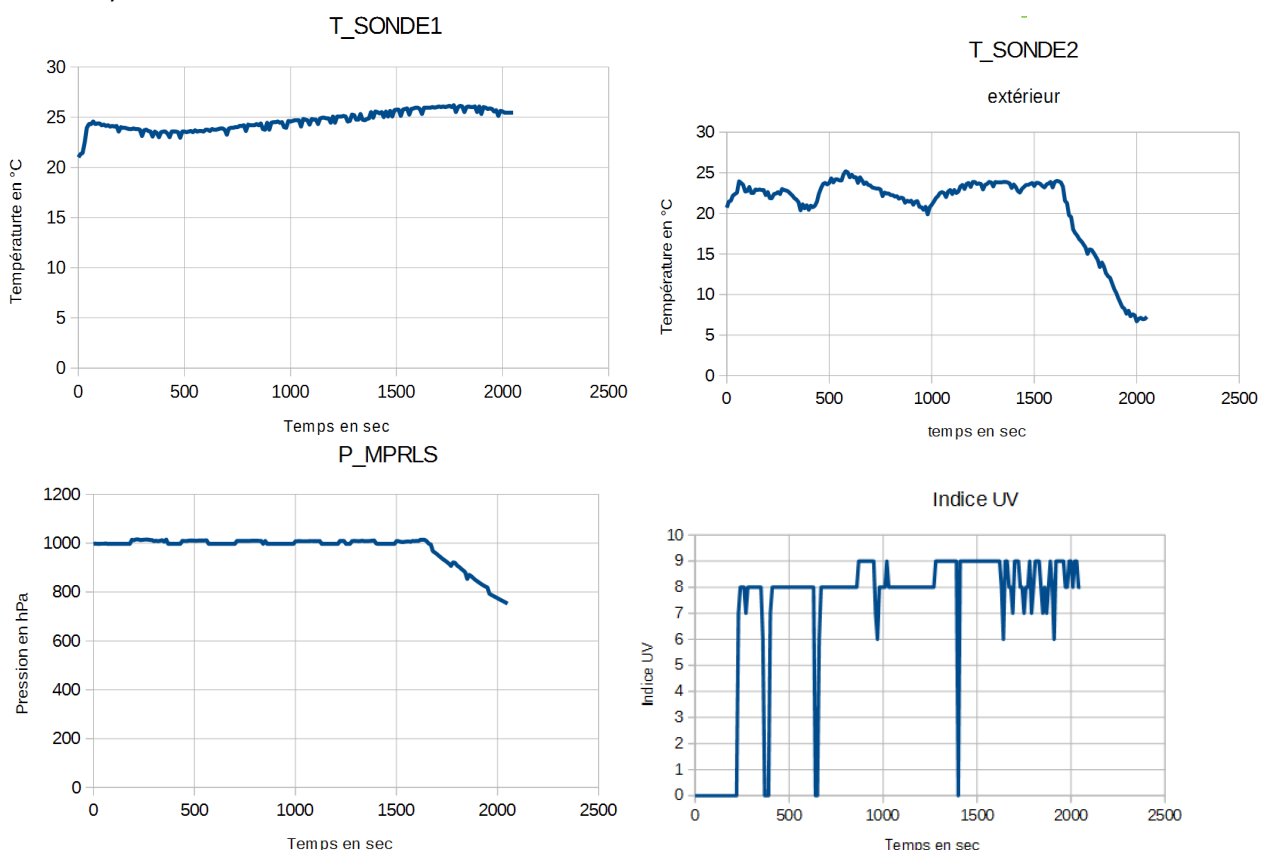 T_SONDE1
30
25
20
15
10
5
0
Températurte en °C
0 500 1000 1500 2000 2500
Temps en sec
T_SONDE2
extérieur
30
25
20
15
10
5
0
Température en °C
0 500 1000 1500 2000 2500
temps en sec
P_MPRLS
1200
1000
800
600
400
200
0
Pression en hPa
0 500 1000 1500 2000 2500
Temps en sec
Indice UV
10
9
8
7
6
5
4
3
2
1
0
Indice UV
0 500 1000 1500 2000 2500
Temps en sec